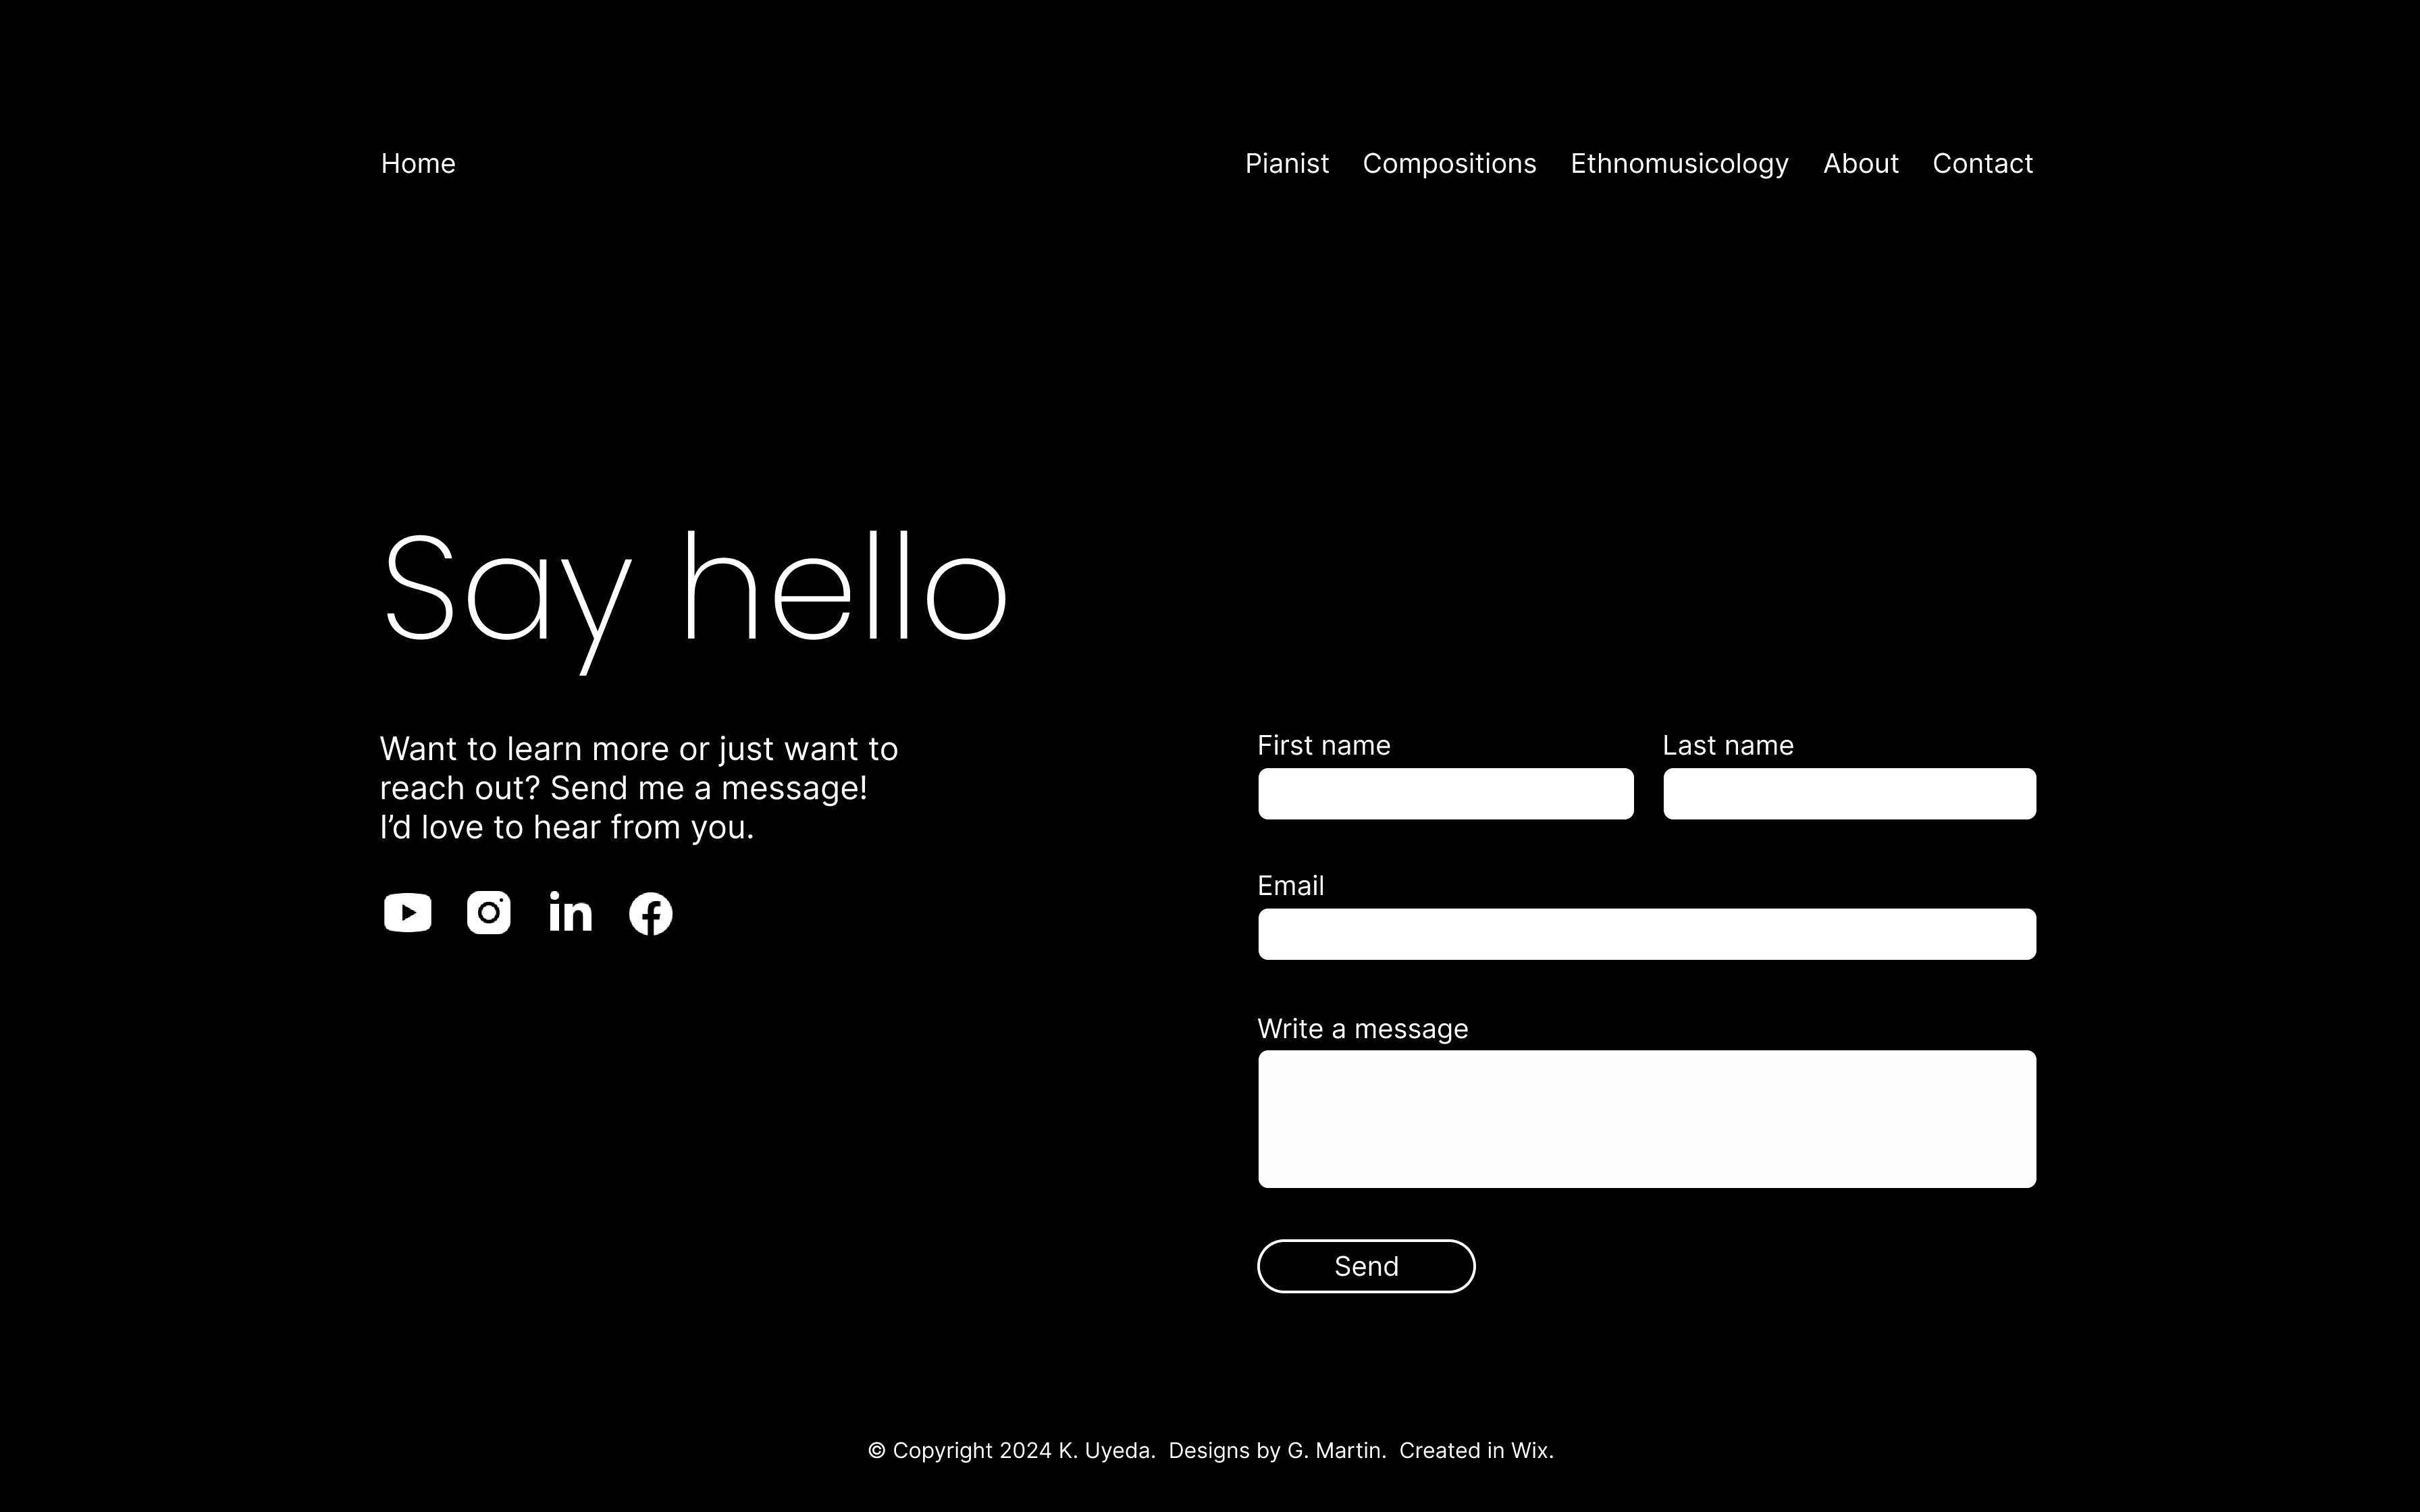 Home
Pianist Compositions Ethnomusicology About Contact
Say hello
Want to learn more or just want to
reach out? Send me a message!
I’d love to hear from you.
First name
Last name
Email
Write a message
Send
© Copyright 2024 K. Uyeda.  Designs by G. Martin.  Created in Wix.